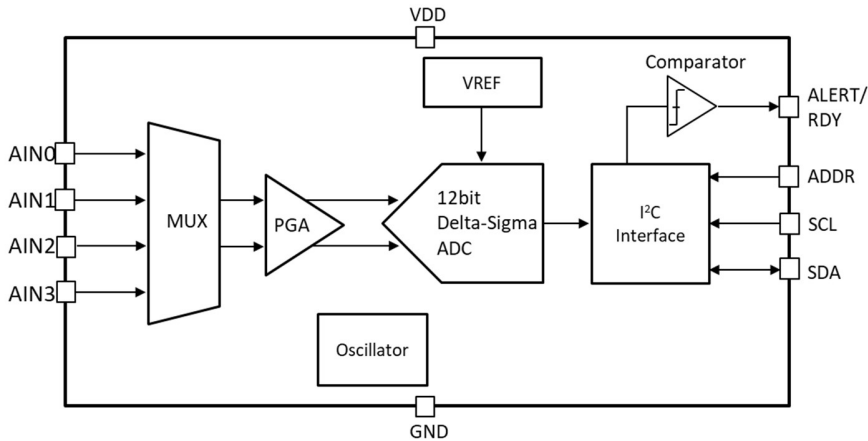 VDD
VREF
Comparator
ALERT/
RDY
AIN0
AIN1
AIN2
AIN3
MUX
PGA
12bit
Delta-Sigma
ADC
I²C
Interface
ADDR
SCL
SDA
Oscillator
GND